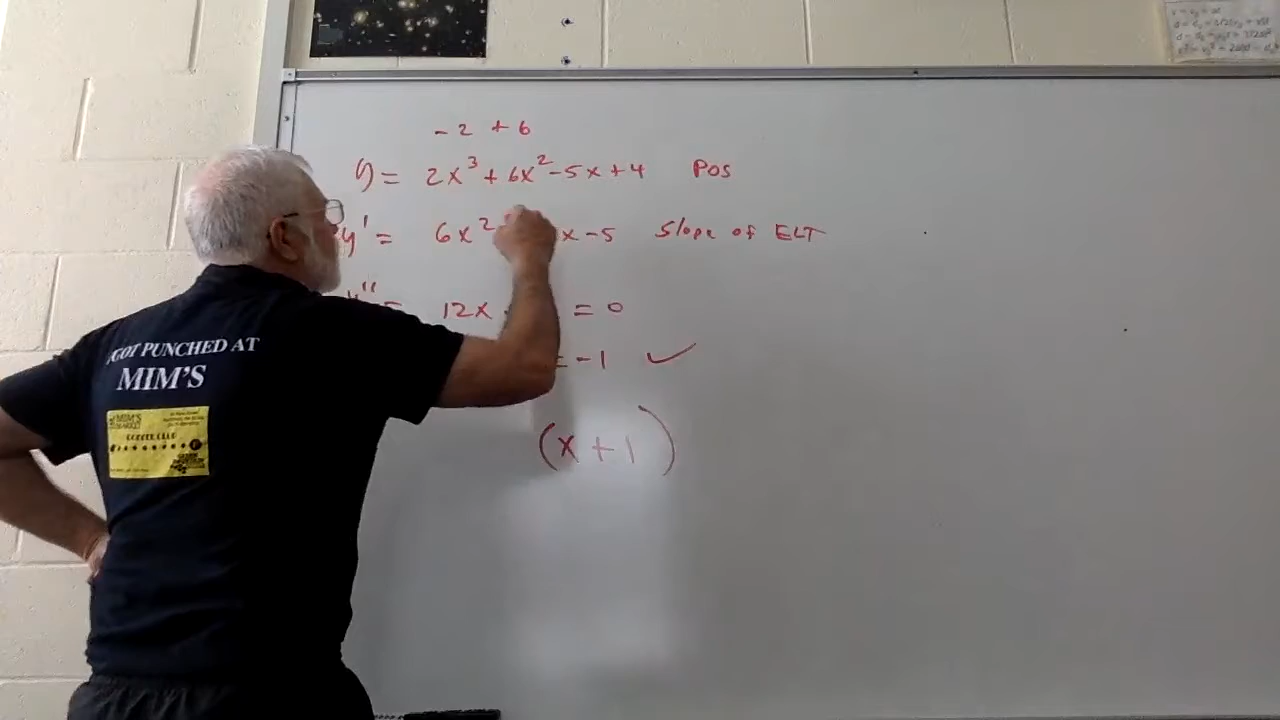 - 2 + 6
y = 2x³ + 6x² - 5x + 4 POS
y' = 6x² x - 5 Slope of ELT
y'' = 12x = 0
= -1 ✓
(x + 1)
GOT PUNCHED AT
MIM'S
MIM'S